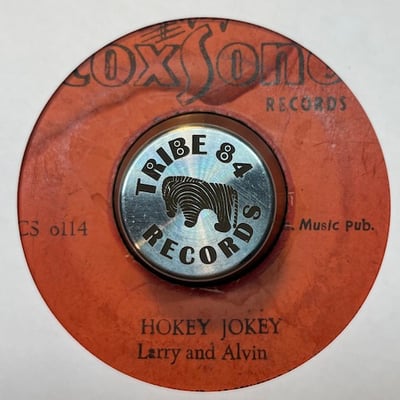 coxsone
RECORDS
TRIBE 84
RECORDS
CS 0114
Music pub.
HOKEY JOKEY
Larry and Alvin